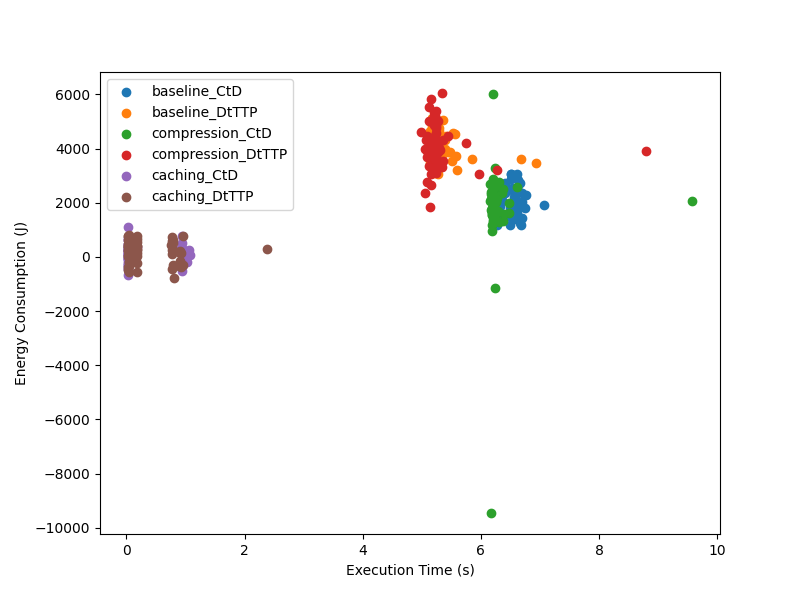 baseline_CtD
baseline_DtTTP
compression_CtD
compression_DtTTP
caching_CtD
caching_DtTTP
6000
4000
2000
0
−2000
−4000
−6000
−8000
−10000
Energy Consumption (J)
0 2 4 6 8 10
Execution Time (s)